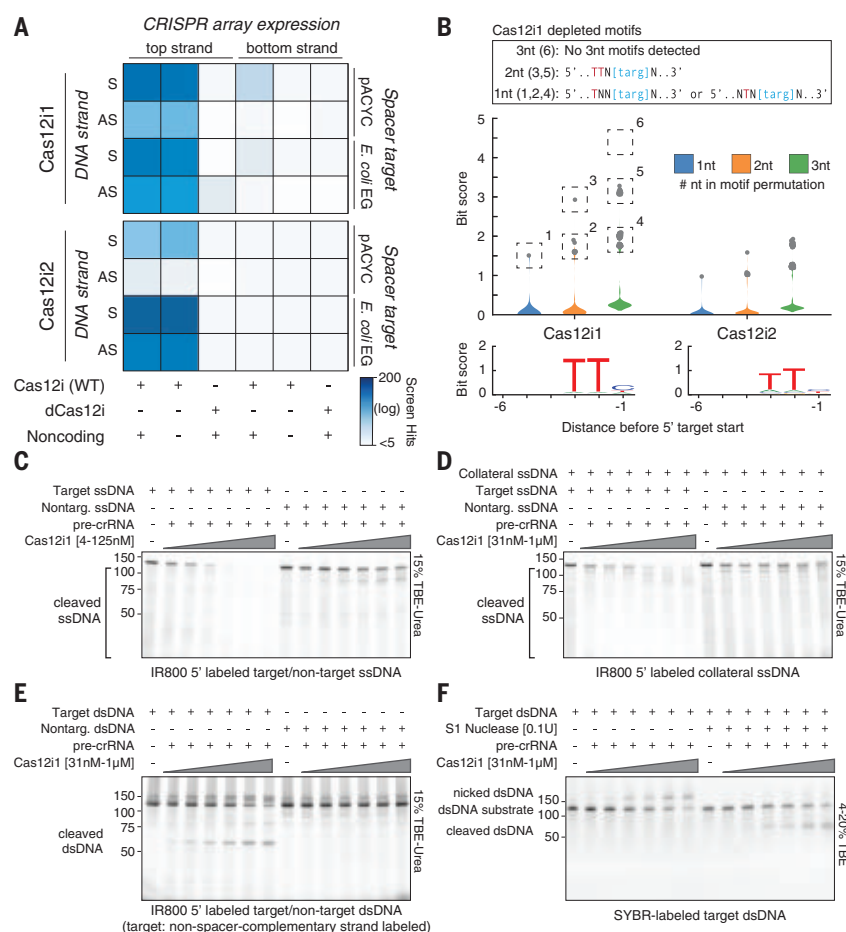 A
CRISPR array expression
top strand
bottom strand
Cas12i1
DNA strand
S
AS
S
AS
pACYC
E. coli EG
Spacer target
Cas12i2
DNA strand
S
AS
S
AS
pACYC
E. coli EG
Spacer target
Cas12i (WT) + + - + + -
dCas12i - - + - - +
Noncoding + - + + - +
200
(log)
<5
Screen Hits
B
Cas12i1 depleted motifs
3nt (6): No 3nt motifs detected
2nt (3,5): 5'..TTN[targ]N..3'
1nt (1,2,4): 5'..TNN[targ]N..3' or 5'..NTN[targ]N..3'
Bit score
5
4
3
2
1
0
1
2
3
4
5
6
1nt 2nt 3nt
# nt in motif permutation
Cas12i1
Cas12i2
Bit score
2
1
0
TT
-6 -1
2
1
0
TT
-6 -1
Distance before 5' target start
C
Target ssDNA + + + + + + + - - - - - - -
Nontarg. ssDNA - - - - - - - + + + + + + +
pre-crRNA - + + + + + + - + + + + + +
Cas12i1 [4-125nM] - -
150
100
75
50
cleaved
ssDNA
15% TBE-Urea
IR800 5' labeled target/non-target ssDNA
D
Collateral ssDNA + + + + + + + + + + + + + +
Target ssDNA + + + + + + + - - - - - - -
Nontarg. ssDNA - - - - - - - + + + + + + +
pre-crRNA - + + + + + + - + + + + + +
Cas12i1 [31nM-1µM] - -
150
100
75
50
cleaved
ssDNA
15% TBE-Urea
IR800 5' labeled collateral ssDNA
E
Target dsDNA + + + + + + + - - - - - - -
Nontarg. dsDNA - - - - - - - + + + + + + +
pre-crRNA - + + + + + + - + + + + + +
Cas12i1 [31nM-1µM] - -
150
100
75
50
cleaved
dsDNA
15% TBE-Urea
IR800 5' labeled target/non-target dsDNA
(target: non-spacer-complementary strand labeled)
F
Target dsDNA + + + + + + + + + + + + + +
S1 Nuclease [0.1U] - - - - - - - + + + + + + +
pre-crRNA - + + + + + + - + + + + + +
Cas12i1 [31nM-1µM] - -
nicked dsDNA
dsDNA substrate
cleaved dsDNA
150
100
75
50
4-20% TBE
SYBR-labeled target dsDNA